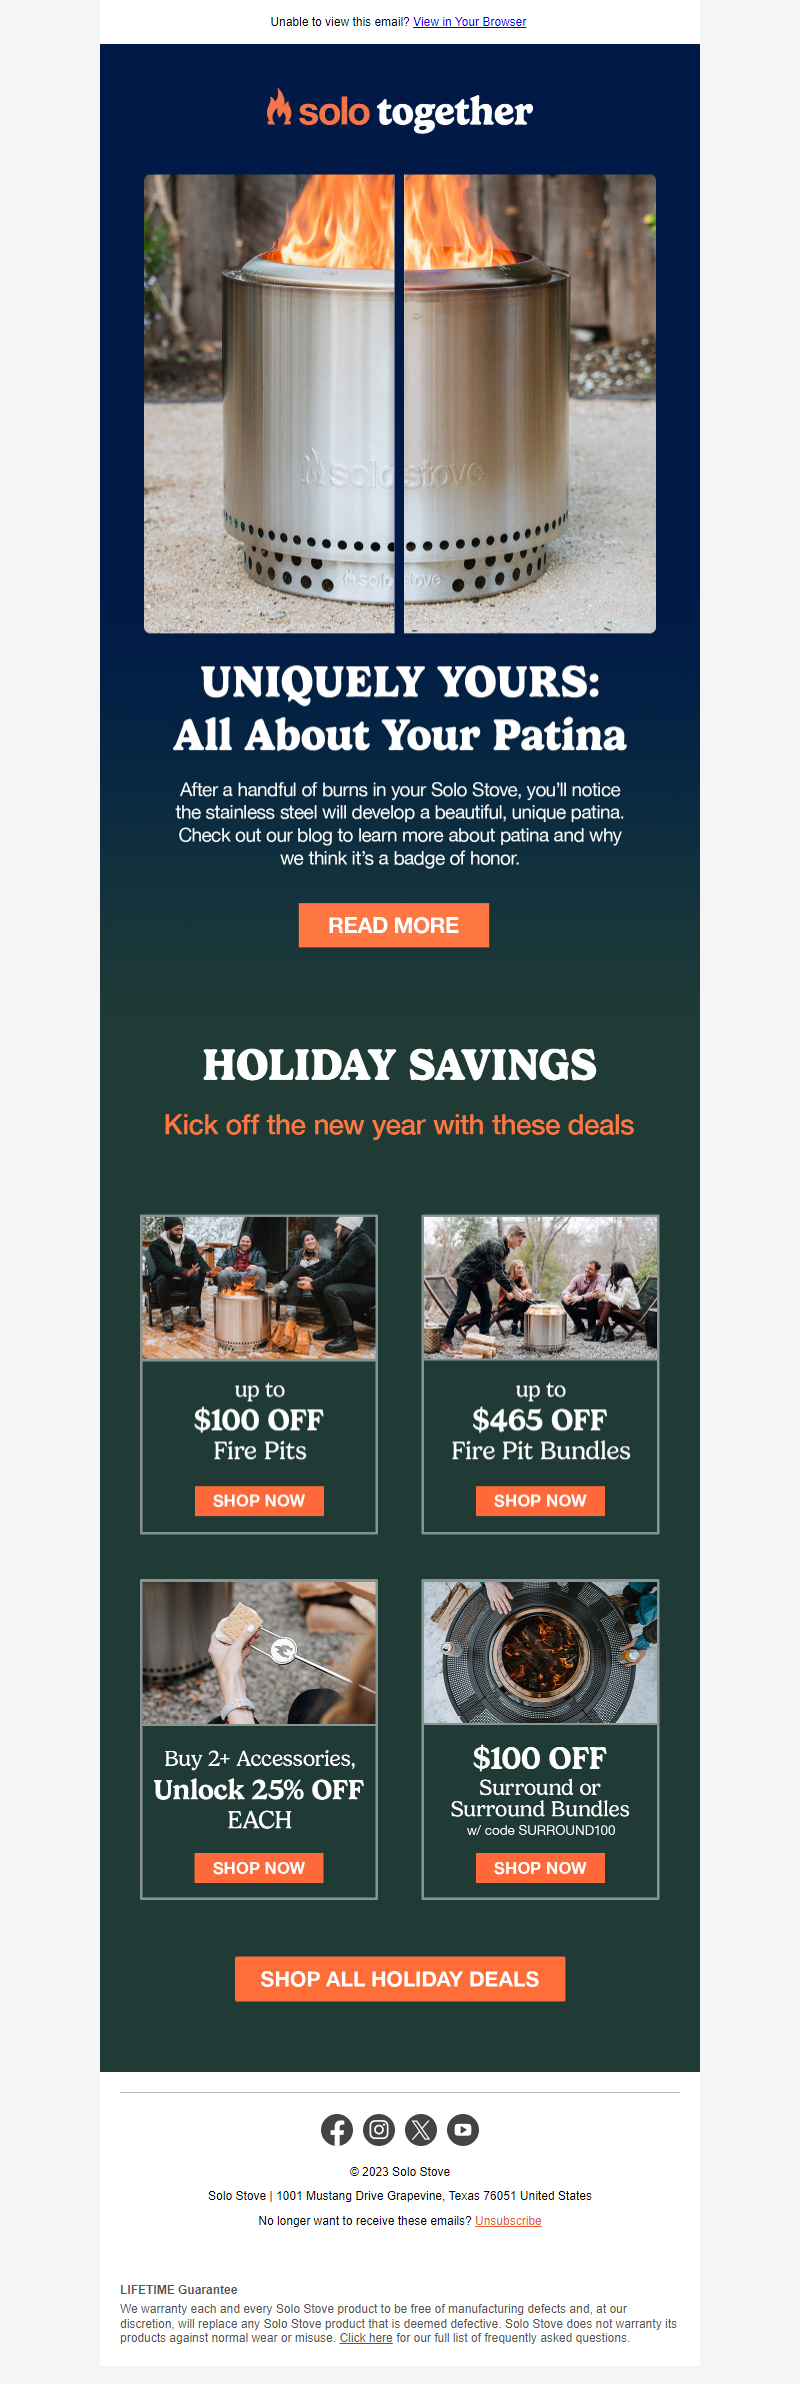 Unable to view this email? View in Your Browser
solo together
solo stove
solo stove
UNIQUELY YOURS:
All About Your Patina
After a handful of burns in your Solo Stove, you'll notice
the stainless steel will develop a beautiful, unique patina.
Check out our blog to learn more about patina and why
we think it's a badge of honor.
READ MORE
HOLIDAY SAVINGS
Kick off the new year with these deals
up to
$100 OFF
Fire Pits
SHOP NOW
up to
$465 OFF
Fire Pit Bundles
SHOP NOW
Buy 2+ Accessories,
Unlock 25% OFF
EACH
SHOP NOW
$100 OFF
Surround or
Surround Bundles
w/ code SURROUND100
SHOP NOW
SHOP ALL HOLIDAY DEALS
© 2023 Solo Stove
Solo Stove | 1001 Mustang Drive Grapevine, Texas 76051 United States
No longer want to receive these emails? Unsubscribe
LIFETIME Guarantee
We warranty each and every Solo Stove product to be free of manufacturing defects and, at our
discretion, will replace any Solo Stove product that is deemed defective. Solo Stove does not warranty its
products against normal wear or misuse. Click here for our full list of frequently asked questions.